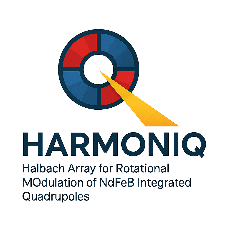 HARMONIQ
Halbach Array for Rotational
MOdulation of NdFeB Integrated
Quadrupoles